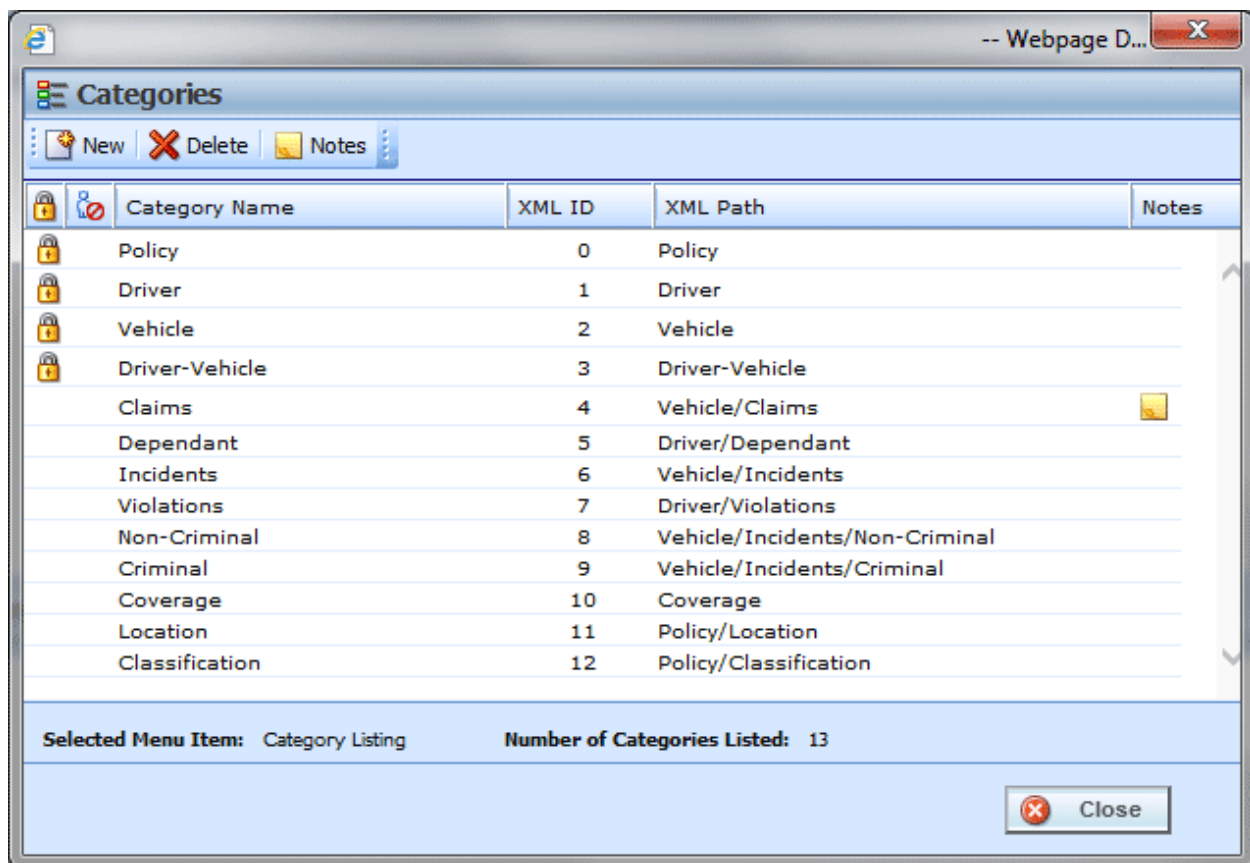 -- Webpage D...
Categories
New Delete Notes
Category Name XML ID XML Path Notes
Policy 0 Policy
Driver 1 Driver
Vehicle 2 Vehicle
Driver-Vehicle 3 Driver-Vehicle
Claims 4 Vehicle/Claims
Dependant 5 Driver/Dependant
Incidents 6 Vehicle/Incidents
Violations 7 Driver/Violations
Non-Criminal 8 Vehicle/Incidents/Non-Criminal
Criminal 9 Vehicle/Incidents/Criminal
Coverage 10 Coverage
Location 11 Policy/Location
Classification 12 Policy/Classification
Selected Menu Item: Category Listing Number of Categories Listed: 13
Close